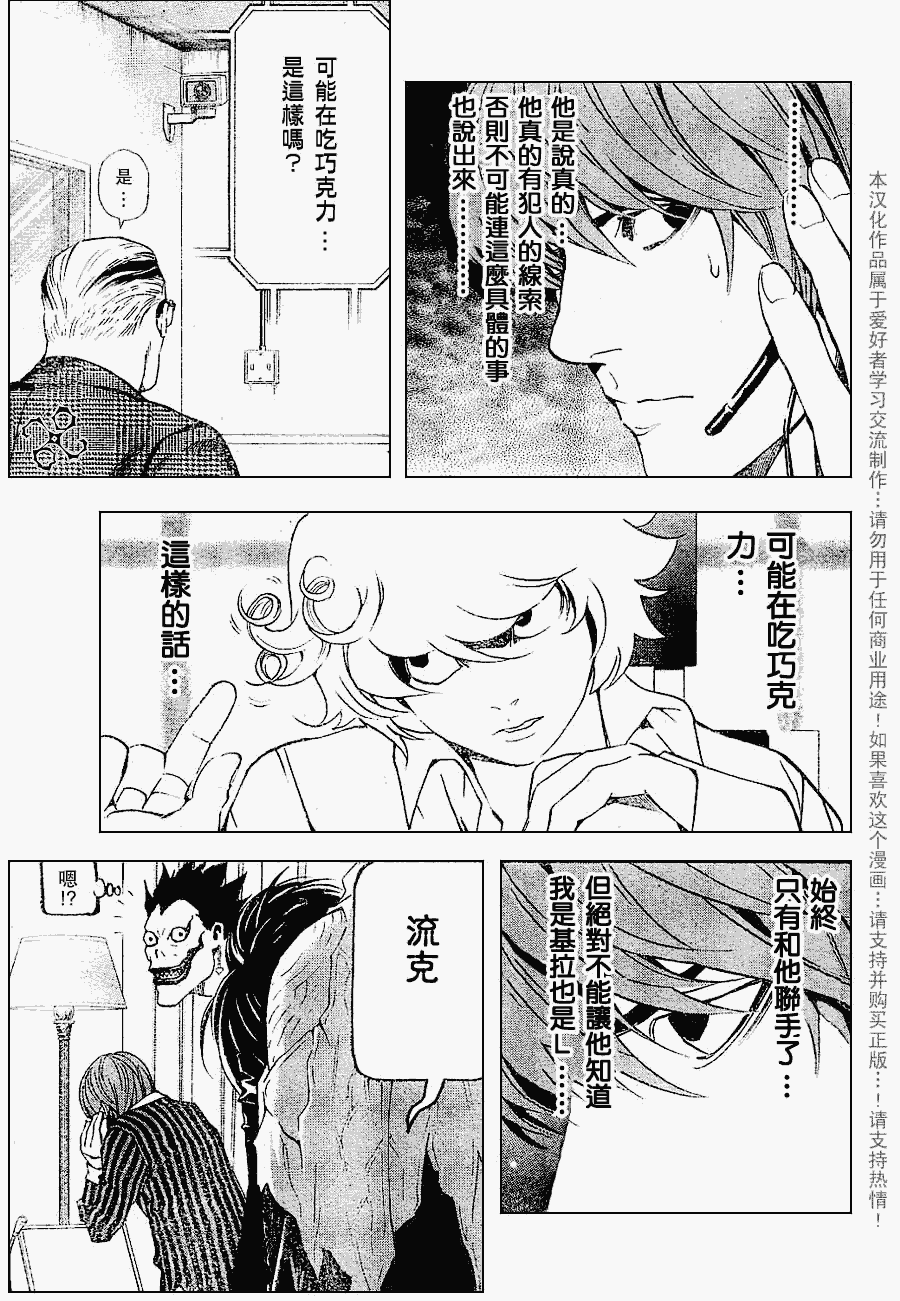 …………………
他是說真的…
他真的有犯人的線索
否則不可能連這麼具體的事
也說出來…………………
可能在吃巧克力…
是這樣嗎？
是…
可能在吃巧克
力…
這樣的話…
始終
只有和他聯手了…
但絕對不能讓他知道
我是基拉也是L……
流克
嗯!?
本汉化作品属于爱好者学习交流制作…请勿用于任何商业用途！如果喜欢这个漫画…请支持并购买正版…！请支持热情！